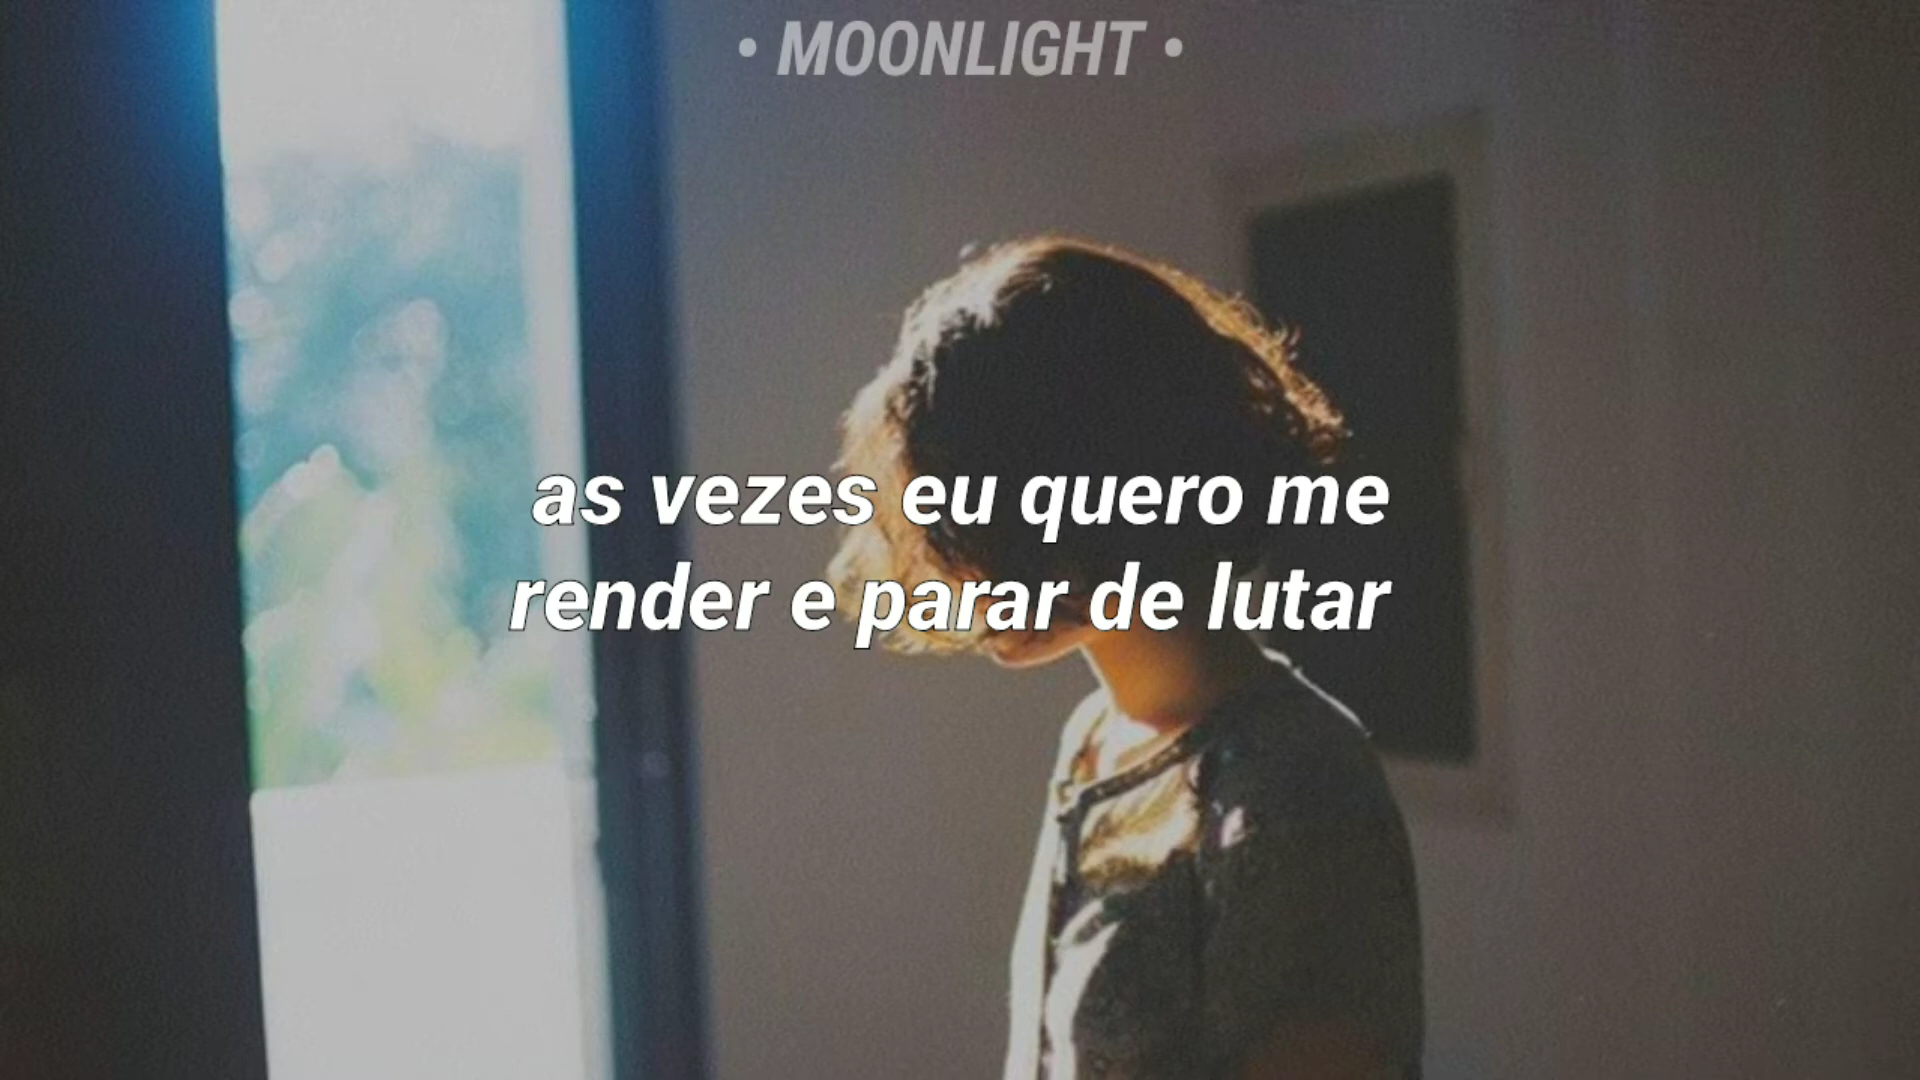 • MOONLIGHT •
as vezes eu quero me
render e parar de lutar